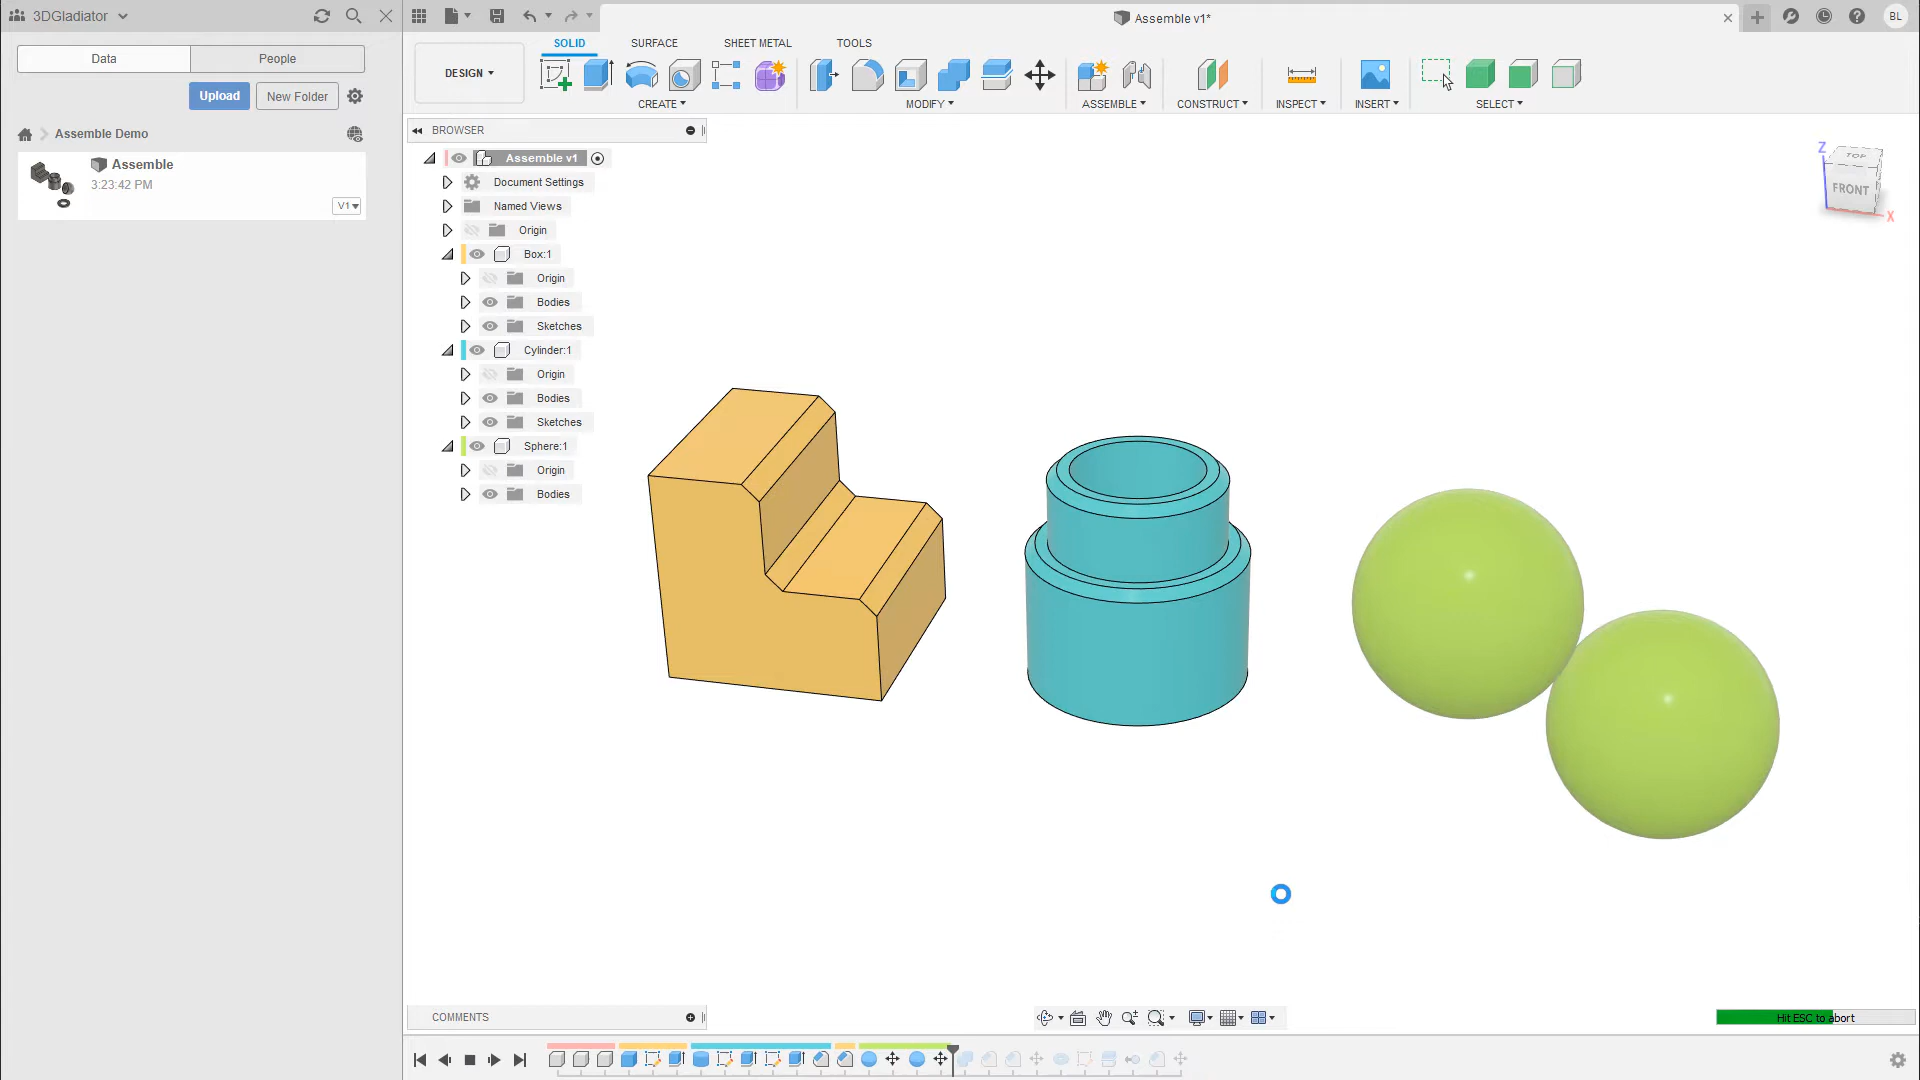 3DGladiator
Assemble v1*
BL
Data
People
Upload
New Folder
Assemble Demo
Assemble
3:23:42 PM
V1
DESIGN
SOLID
SURFACE
SHEET METAL
TOOLS
CREATE
MODIFY
ASSEMBLE
CONSTRUCT
INSPECT
INSERT
SELECT
BROWSER
Assemble v1
Document Settings
Named Views
Origin
Box:1
Origin
Bodies
Sketches
Cylinder:1
Origin
Bodies
Sketches
Sphere:1
Origin
Bodies
Z
TOP
FRONT
X
COMMENTS
Hit ESC to abort